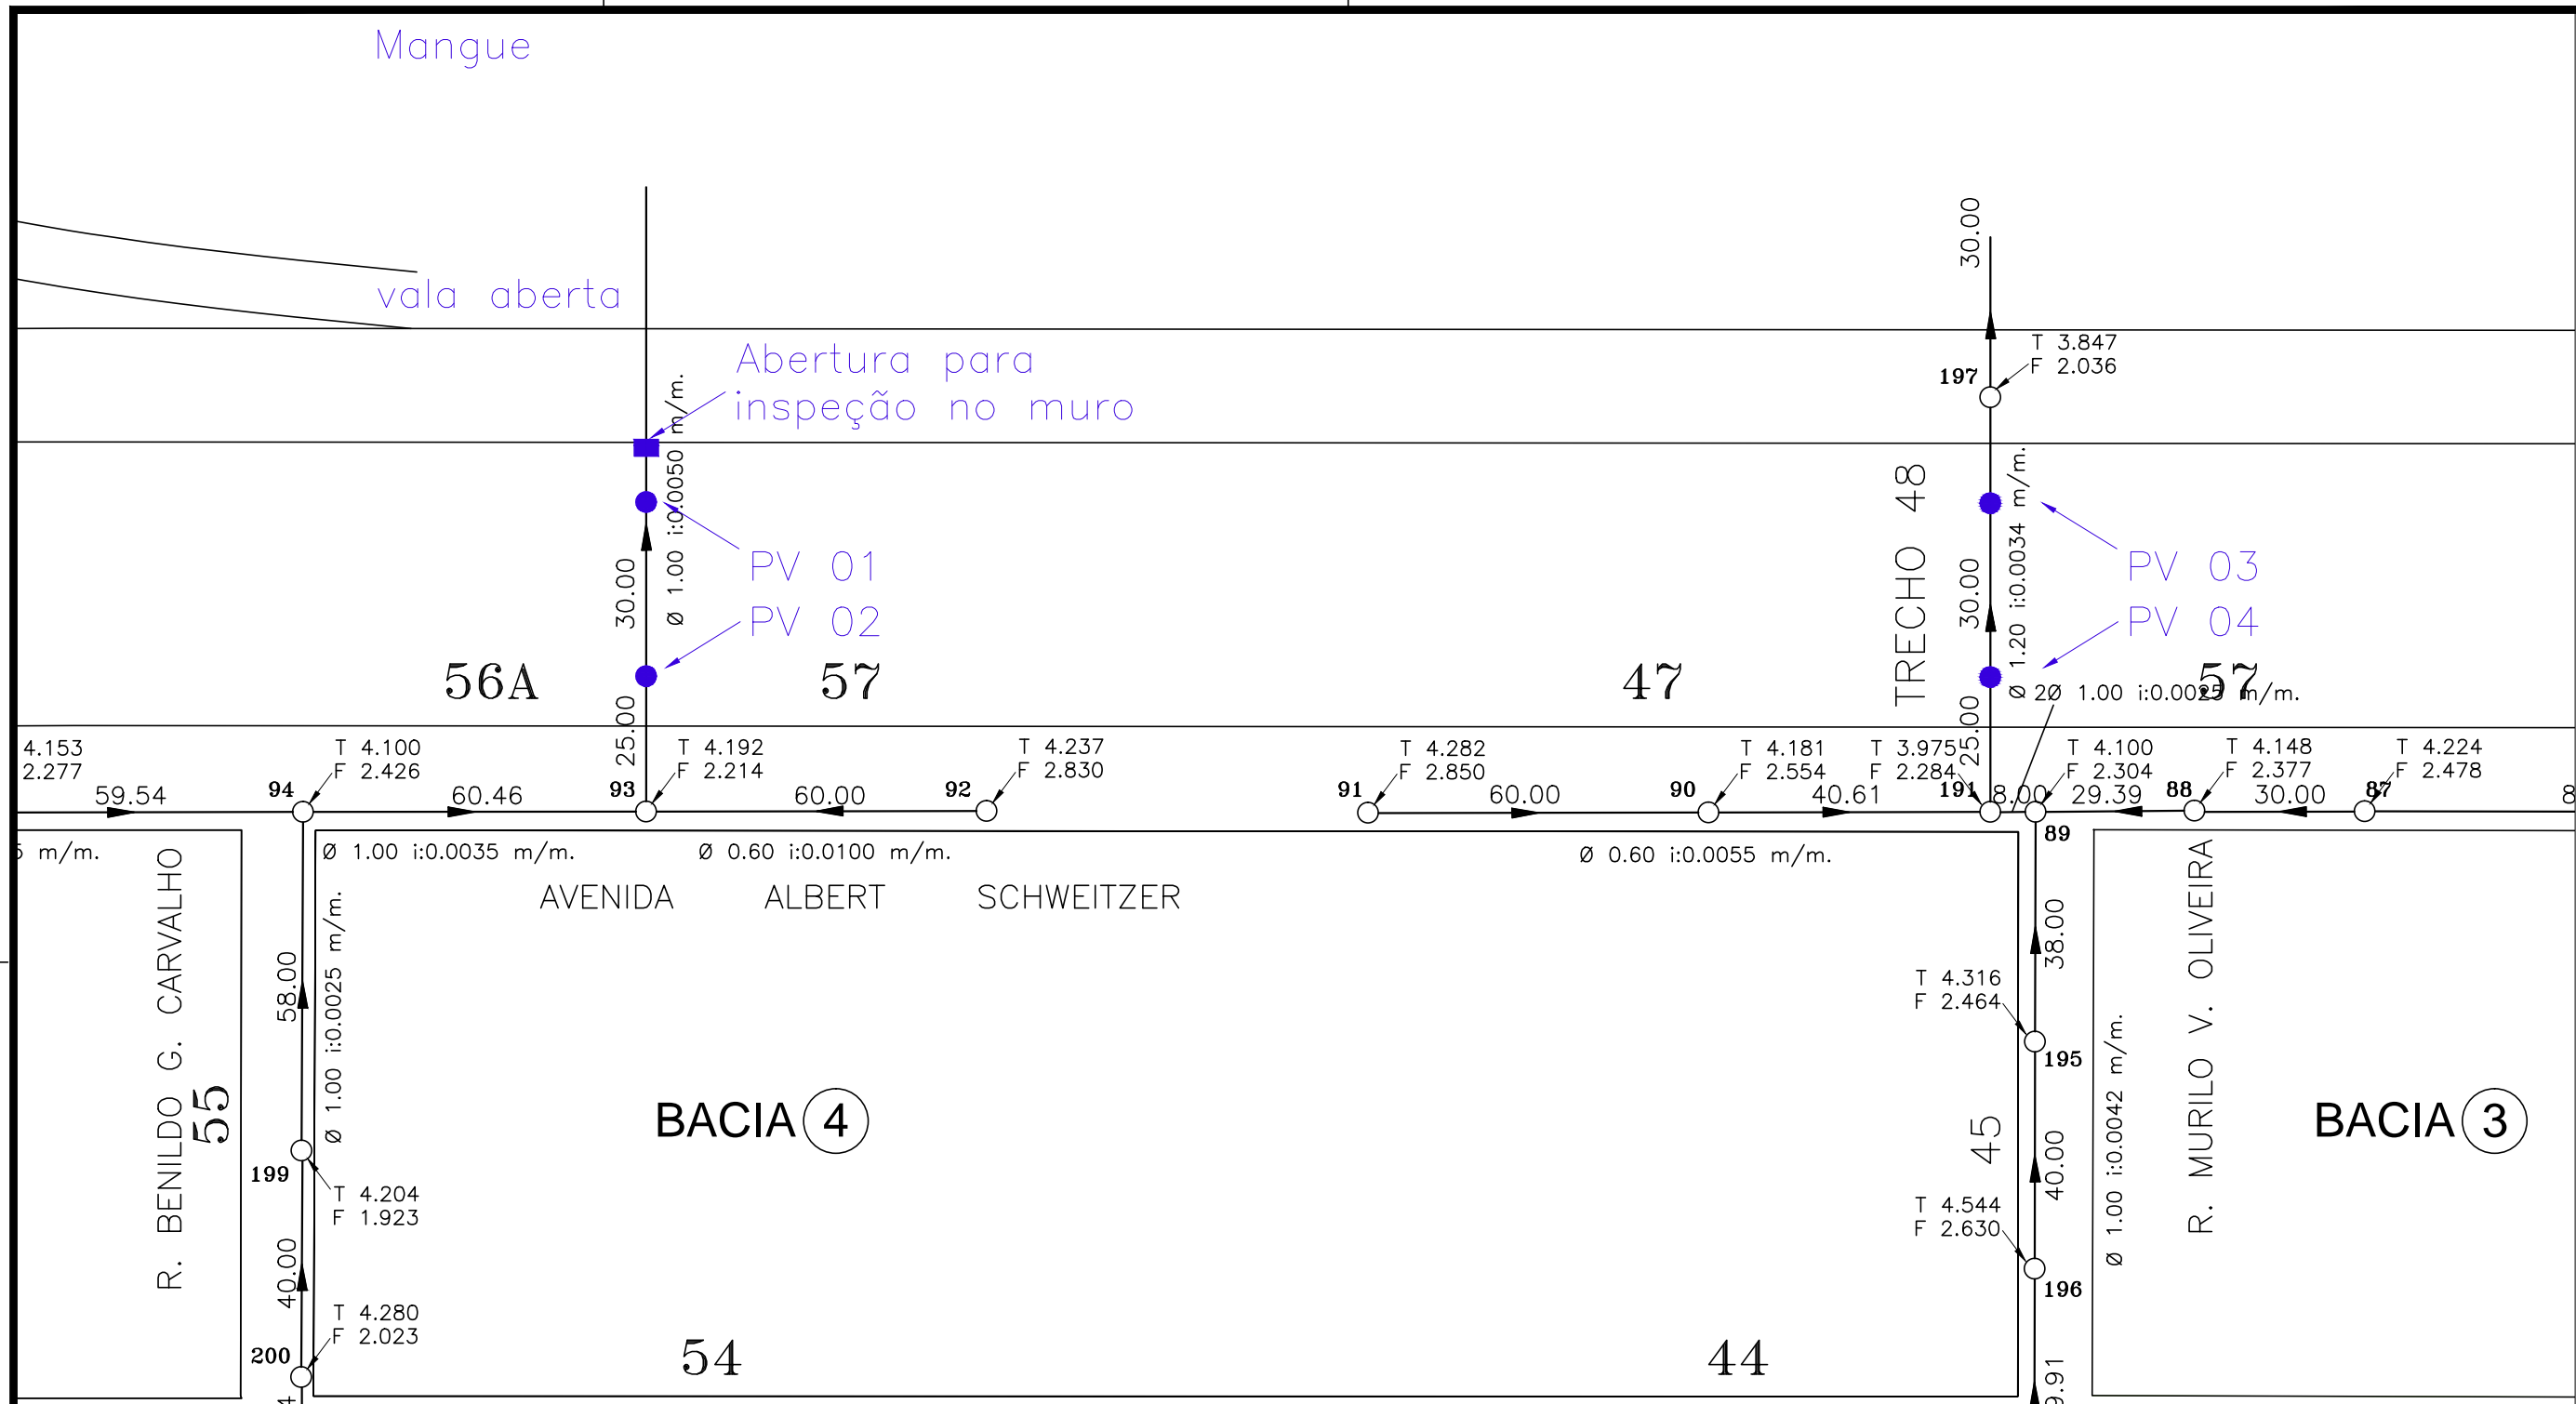 Mangue
vala aberta
Abertura para
inspeção no muro
PV 01
PV 02
PV 03
PV 04
30.00
T 3.847
F 2.036
197
Ø 1.00 i:0.0050 m/m.
30.00
25.00
TRECHO 48
30.00
25.00
Ø 1.20 i:0.0034 m/m.
2Ø 1.00 i:0.0025 m/m.
56A
57
47
57
4.153
2.277
T 4.100
F 2.426
T 4.192
F 2.214
T 4.237
F 2.830
T 4.282
F 2.850
T 4.181
F 2.554
T 3.975
F 2.284
T 4.100
F 2.304
T 4.148
F 2.377
T 4.224
F 2.478
59.54
94
60.46
93
60.00
92
91
60.00
90
40.61
191
8.00
29.39
88
30.00
87
8
89
5 m/m.
Ø 1.00 i:0.0035 m/m.
Ø 0.60 i:0.0100 m/m.
Ø 0.60 i:0.0055 m/m.
AVENIDA ALBERT SCHWEITZER
R. BENILDO G. CARVALHO
55
58.00
Ø 1.00 i:0.0025 m/m.
199
T 4.204
F 1.923
40.00
T 4.280
F 2.023
200
4
BACIA 4
54
44
45
38.00
T 4.316
F 2.464
195
40.00
T 4.544
F 2.630
196
9.91
Ø 1.00 i:0.0042 m/m.
R. MURILO V. OLIVEIRA
BACIA 3